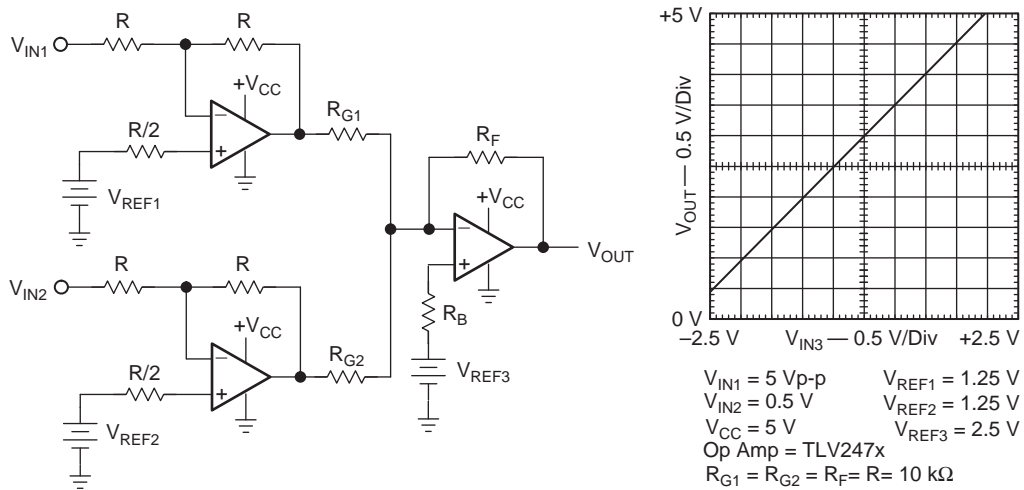 R
R
V_IN1
+V_CC
R_G1
R/2
−
+
R_F
V_REF1
+V_CC
−
+
V_OUT
R
R
V_IN2
R_B
+V_CC
R_G2
V_REF3
R/2
−
+
V_REF2
+5 V
V_OUT — 0.5 V/Div
0 V
–2.5 V V_IN3 — 0.5 V/Div +2.5 V
V_IN1 = 5 Vp-p V_REF1 = 1.25 V
V_IN2 = 0.5 V V_REF2 = 1.25 V
V_CC = 5 V V_REF3 = 2.5 V
Op Amp = TLV247x
R_G1 = R_G2 = R_F= R= 10 kΩ